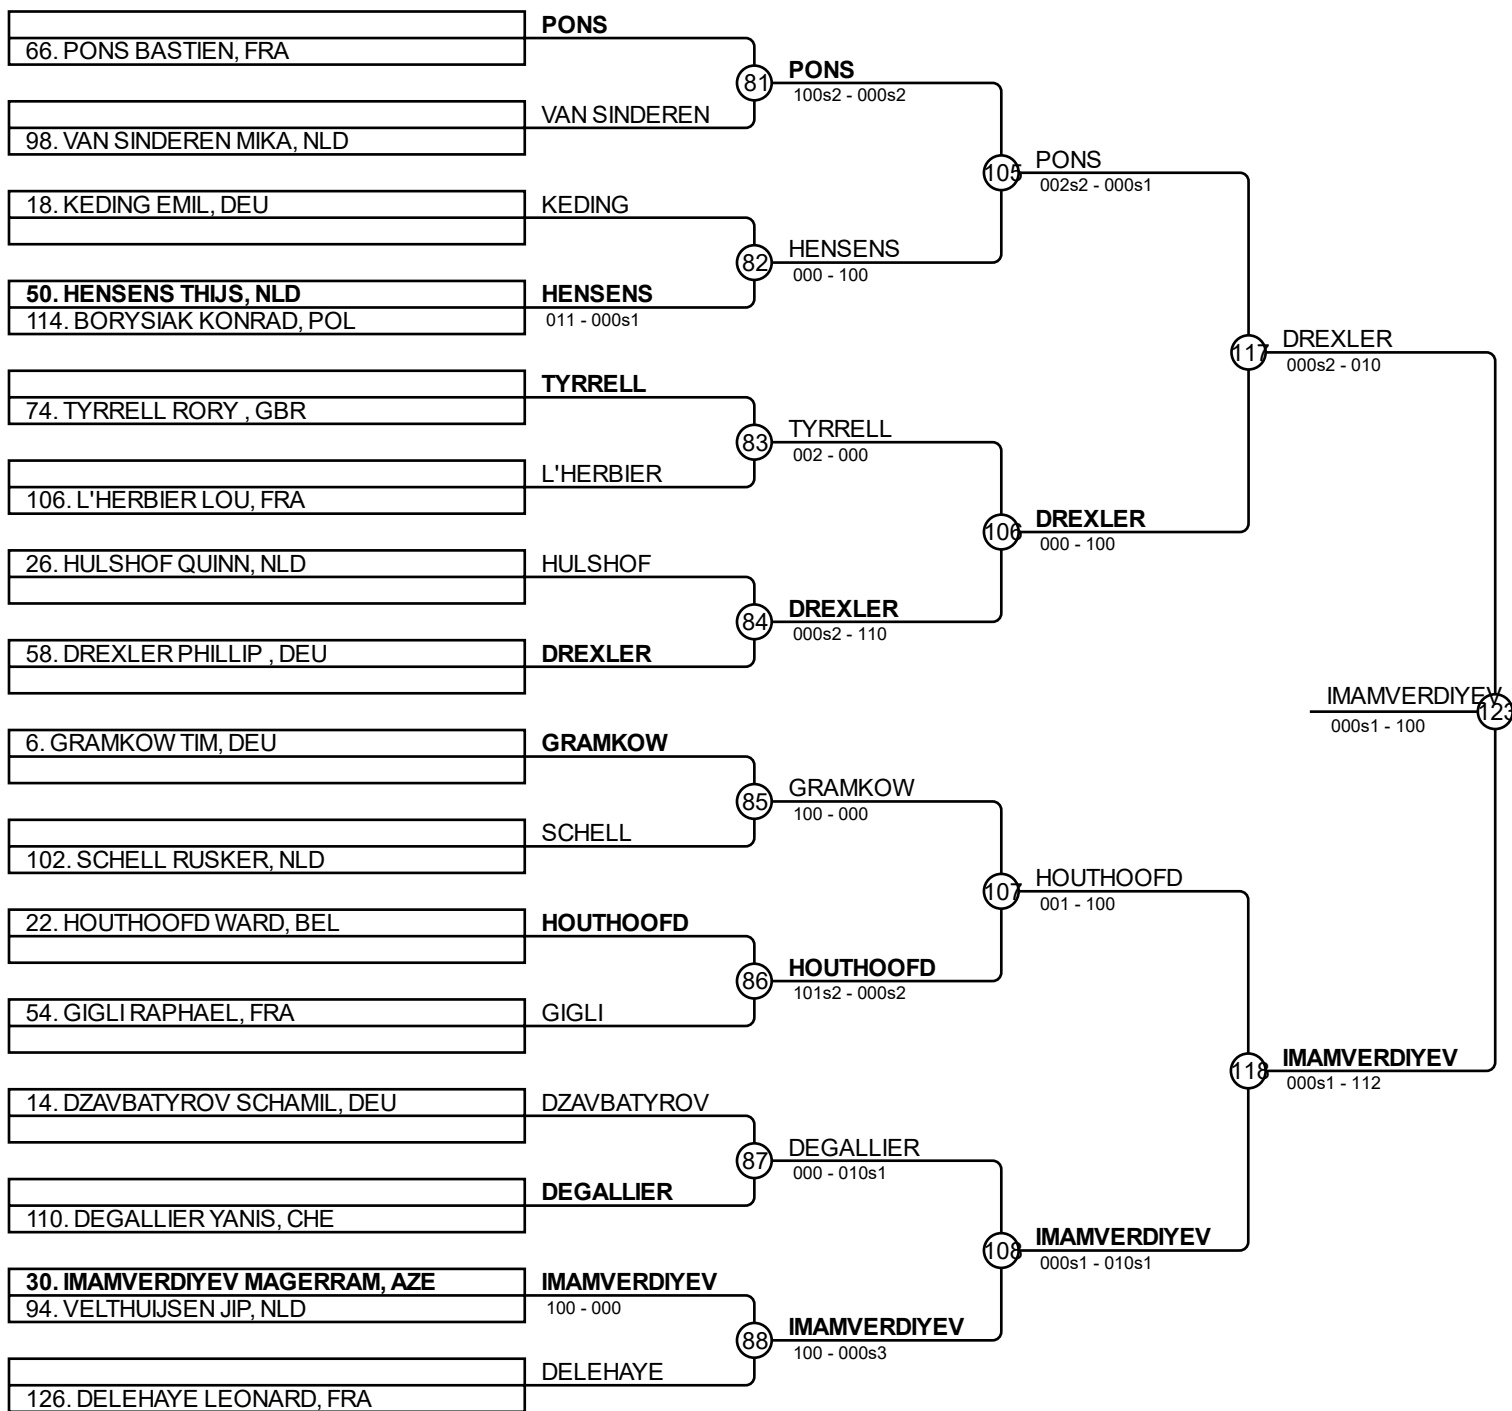 66. PONS BASTIEN, FRA
98. VAN SINDEREN MIKA, NLD
18. KEDING EMIL, DEU
50. HENSENS THIJS, NLD
114. BORYSIAK KONRAD, POL
74. TYRRELL RORY , GBR
106. L'HERBIER LOU, FRA
26. HULSHOF QUINN, NLD
58. DREXLER PHILLIP , DEU
6. GRAMKOW TIM, DEU
102. SCHELL RUSKER, NLD
22. HOUTHOOFD WARD, BEL
54. GIGLI RAPHAEL, FRA
14. DZAVBATYROV SCHAMIL, DEU
110. DEGALLIER YANIS, CHE
30. IMAMVERDIYEV MAGERRAM, AZE
94. VELTHUIJSEN JIP, NLD
126. DELEHAYE LEONARD, FRA
PONS
VAN SINDEREN
KEDING
HENSENS
011 - 000s1
TYRRELL
L'HERBIER
HULSHOF
DREXLER
GRAMKOW
SCHELL
HOUTHOOFD
GIGLI
DZAVBATYROV
DEGALLIER
IMAMVERDIYEV
100 - 000
DELEHAYE
81
PONS
100s2 - 000s2
82
HENSENS
000 - 100
83
TYRRELL
002 - 000
84
DREXLER
000s2 - 110
85
GRAMKOW
100 - 000
86
HOUTHOOFD
101s2 - 000s2
87
DEGALLIER
000 - 010s1
88
IMAMVERDIYEV
100 - 000s3
105
PONS
002s2 - 000s1
106
DREXLER
000 - 100
107
HOUTHOOFD
001 - 100
108
IMAMVERDIYEV
000s1 - 010s1
117
DREXLER
000s2 - 010
118
IMAMVERDIYEV
000s1 - 112
IMAMVERDIYEV
123
000s1 - 100